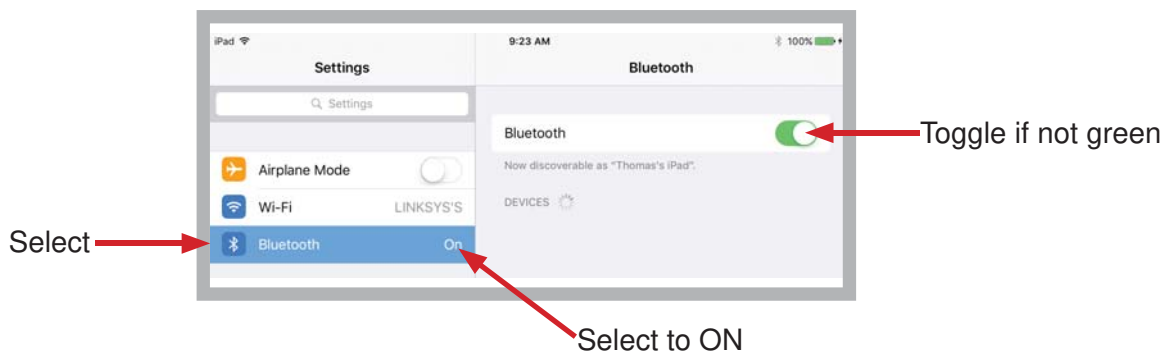 iPad 9:23 AM 100%
Settings Bluetooth
Settings
Bluetooth
Toggle if not green
Now discoverable as "Thomas's iPad".
Airplane Mode
DEVICES
Wi-Fi LINKSYS'S
Select
Bluetooth On
Select to ON